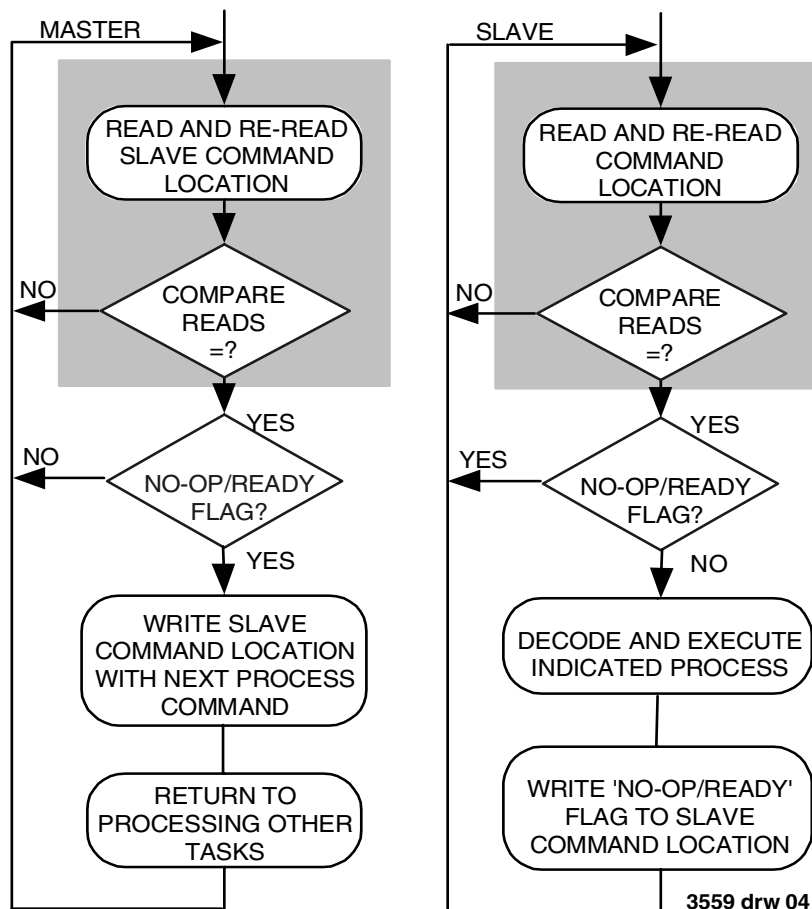 MASTER
READ AND RE-READ
SLAVE COMMAND
LOCATION
NO
COMPARE
READS
=?
YES
NO
NO-OP/READY
FLAG?
YES
WRITE SLAVE
COMMAND LOCATION
WITH NEXT PROCESS
COMMAND
RETURN TO
PROCESSING OTHER
TASKS
SLAVE
READ AND RE-READ
COMMAND
LOCATION
NO
COMPARE
READS
=?
YES
YES
NO-OP/READY
FLAG?
NO
DECODE AND EXECUTE
INDICATED PROCESS
WRITE 'NO-OP/READY'
FLAG TO SLAVE
COMMAND LOCATION
3559 drw 04